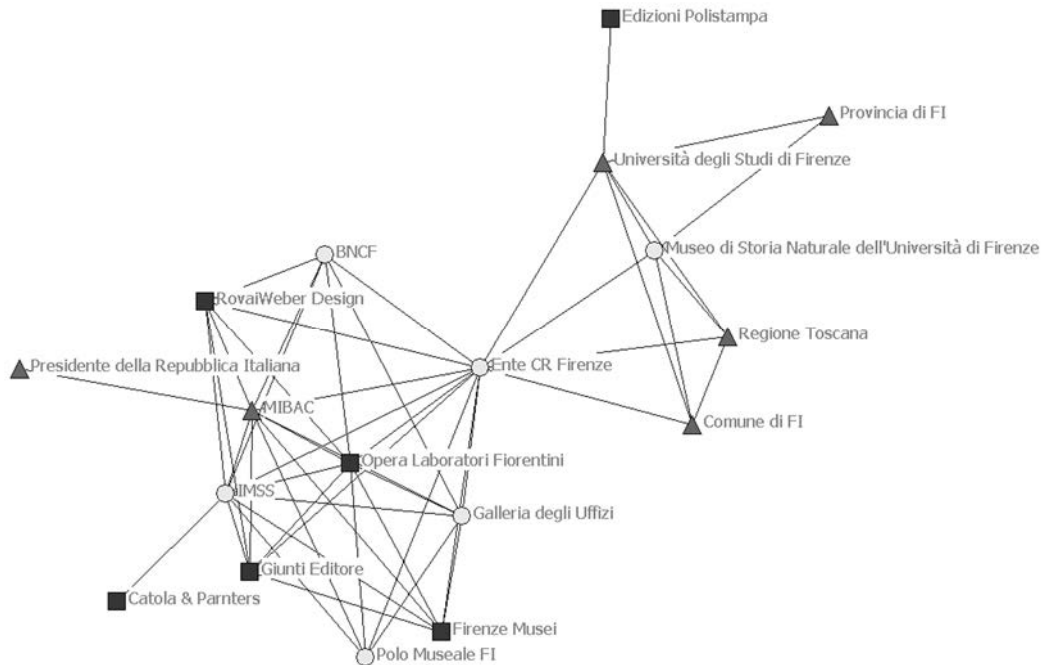 Edizioni Polistampa
Provincia di FI
Università degli Studi di Firenze
Museo di Storia Naturale dell'Università di Firenze
BNCF
RovaiWeber Design
Regione Toscana
Presidente della Repubblica Italiana
Ente CR Firenze
MIBAC
Comune di FI
Opera Laboratori Fiorentini
IMSS
Galleria degli Uffizi
Giunti Editore
Catola & Parnters
Firenze Musei
Polo Museale FI